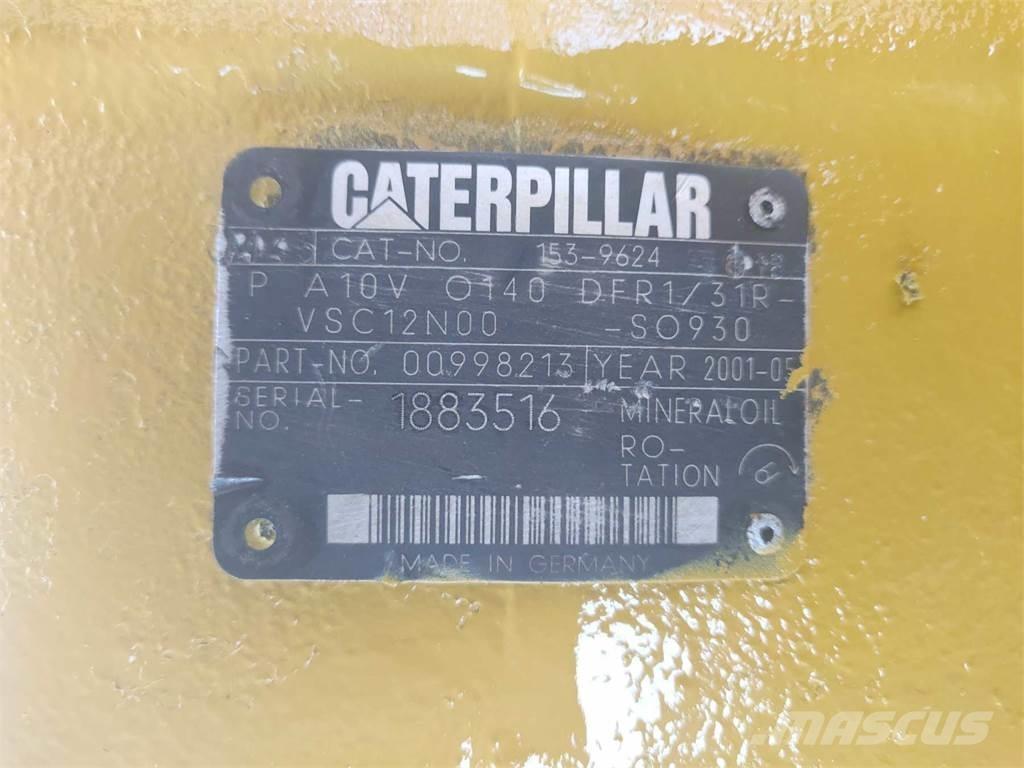 CATERPILLAR
CAT-NO. 153-9624
P A10V O140 DFR1/31R-
VSC12N00 -SO930
PART-NO. 00998213 YEAR 2001-05
SERIAL-NO. 1883516 MINERALOIL
RO-
TATION R
MADE IN GERMANY
MASCUS